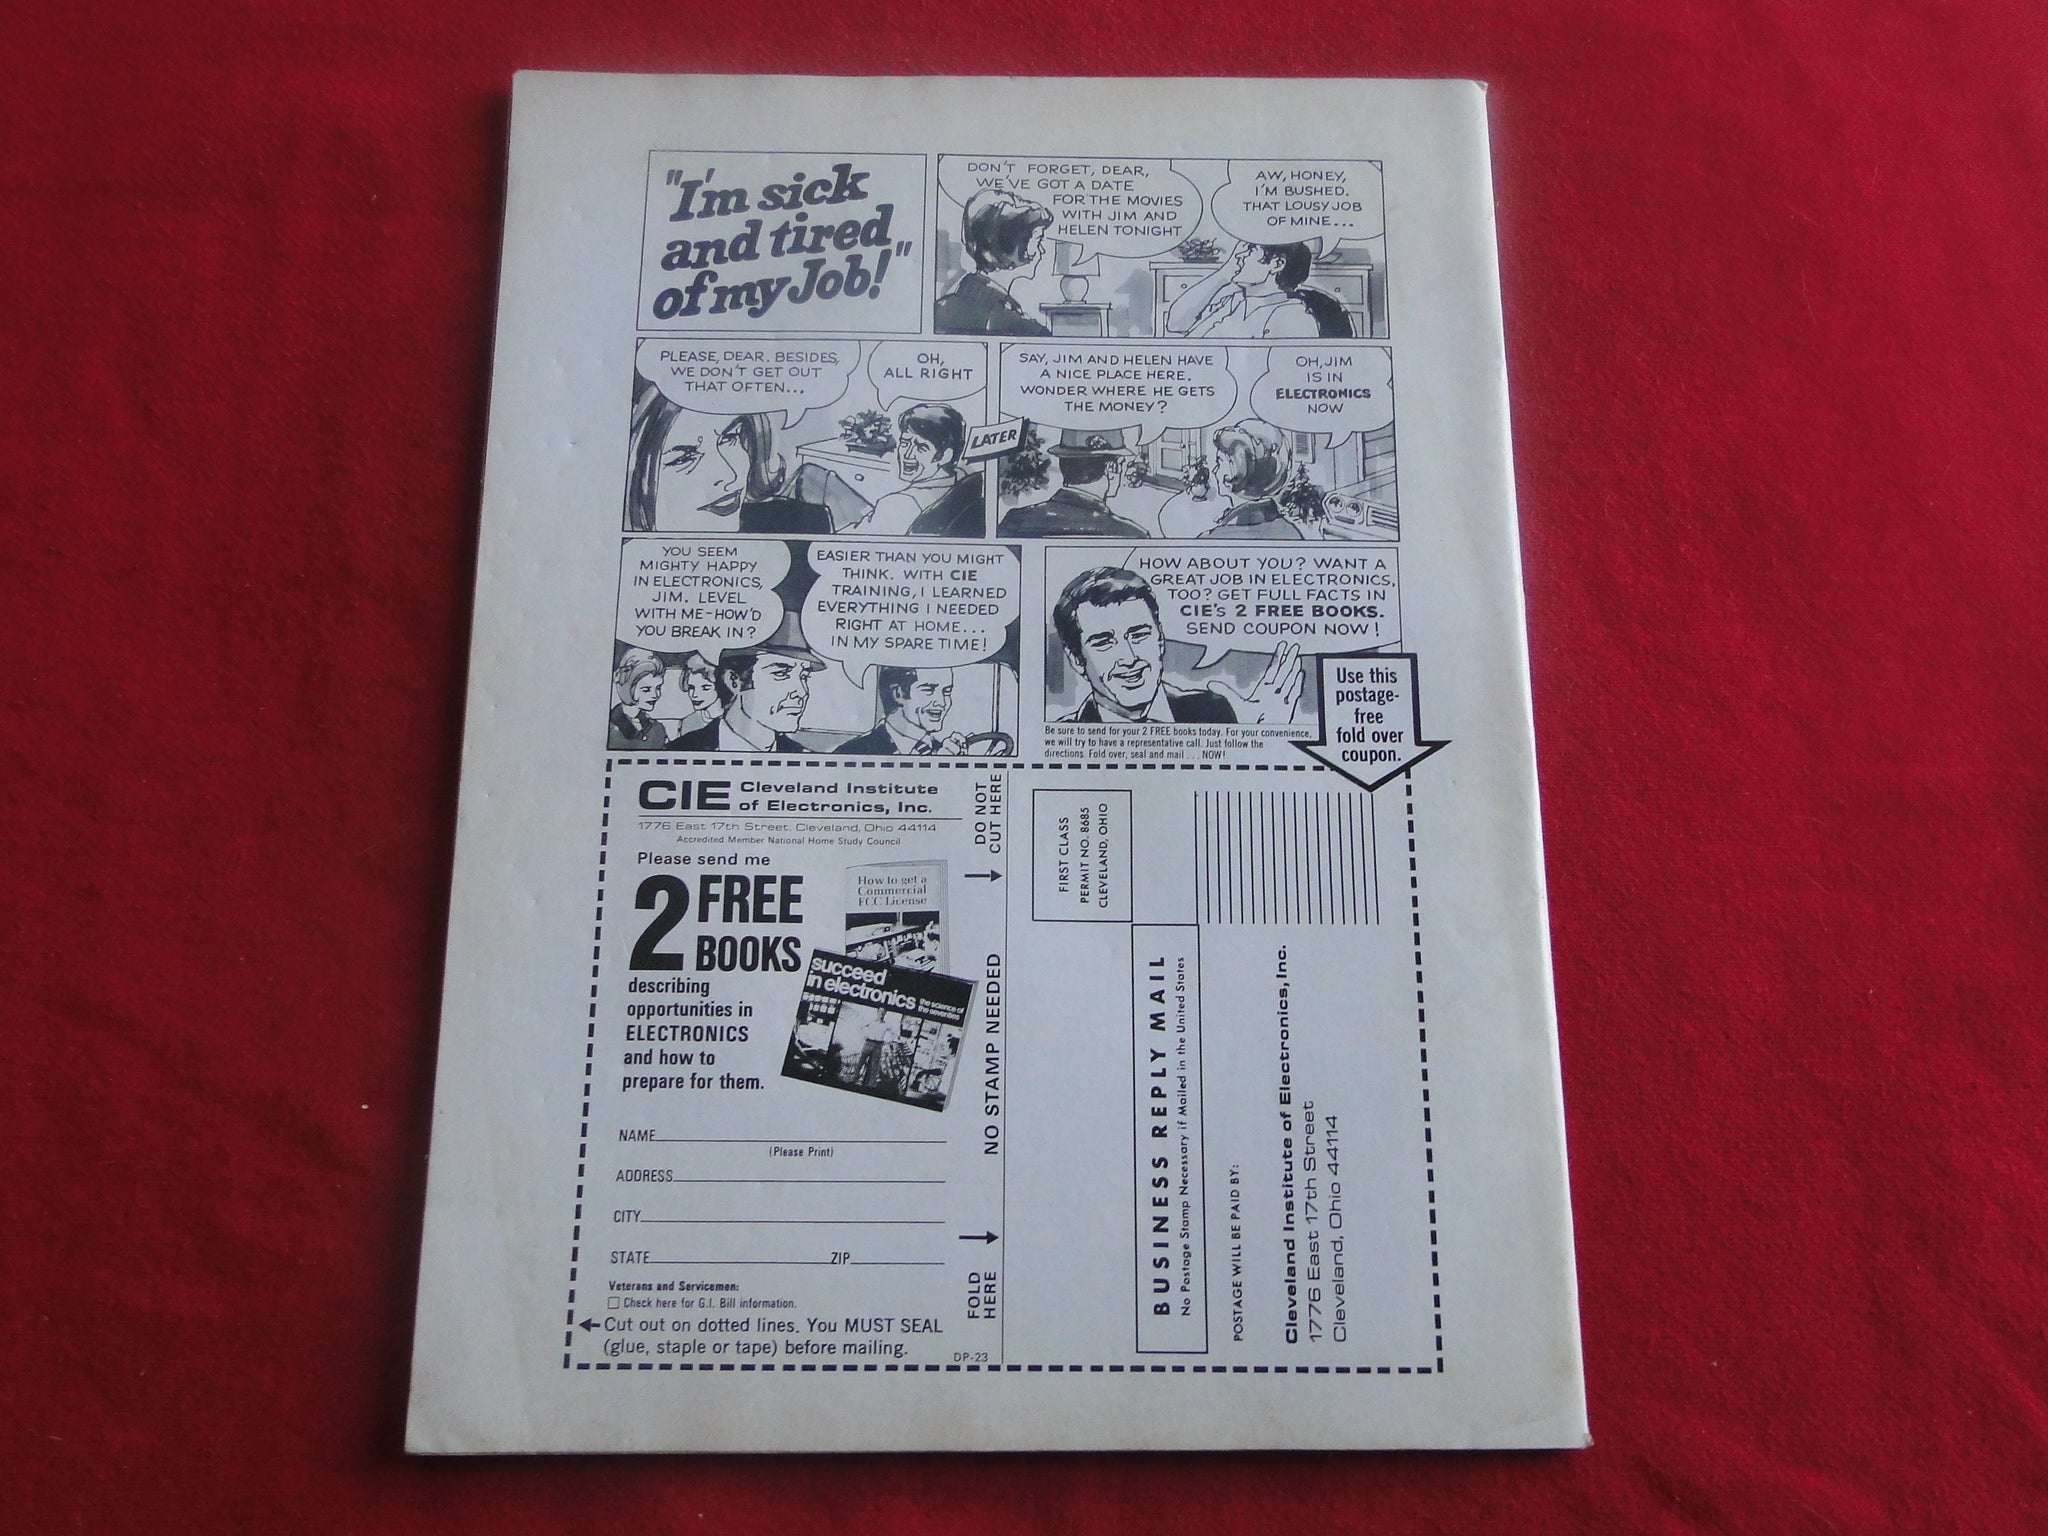 "I'm sick
and tired
of my Job!"
DON'T FORGET, DEAR,
WE'VE GOT A DATE
FOR THE MOVIES
WITH JIM AND
HELEN TONIGHT
AW, HONEY,
I'M BUSHED.
THAT LOUSY JOB
OF MINE...
PLEASE, DEAR. BESIDES,
WE DON'T GET OUT
THAT OFTEN...
OH,
ALL RIGHT
LATER
SAY, JIM AND HELEN HAVE
A NICE PLACE HERE.
WONDER WHERE HE GETS
THE MONEY?
OH, JIM
IS IN
ELECTRONICS
NOW
YOU SEEM
MIGHTY HAPPY
IN ELECTRONICS,
JIM. LEVEL
WITH ME-HOW'D
YOU BREAK IN?
EASIER THAN YOU MIGHT
THINK. WITH CIE
TRAINING, I LEARNED
EVERYTHING I NEEDED
RIGHT AT HOME...
IN MY SPARE TIME!
HOW ABOUT YOU? WANT A
GREAT JOB IN ELECTRONICS,
TOO? GET FULL FACTS IN
CIE's 2 FREE BOOKS.
SEND COUPON NOW!
Be sure to send for your 2 FREE books today. For your convenience,
we will try to have a representative call. Just follow the
directions. Fold over, seal and mail . . . NOW!
Use this
postage-
free
fold over
coupon.
CIE Cleveland Institute
of Electronics, Inc.
1776 East 17th Street, Cleveland, Ohio 44114
Accredited Member National Home Study Council
Please send me
2 FREE
BOOKS
describing
opportunities in
ELECTRONICS
and how to
prepare for them.
How to get a
Commercial
FCC License
succeed
in electronics
the science of
the seventies
NAME
(Please Print)
ADDRESS
CITY
STATE ZIP
Veterans and Servicemen:
Check here for G.I. Bill information.
Cut out on dotted lines. You MUST SEAL
(glue, staple or tape) before mailing.
DP-23
DO NOT
CUT HERE
NO STAMP NEEDED
FOLD
HERE
FIRST CLASS
PERMIT NO. 8685
CLEVELAND, OHIO
BUSINESS REPLY MAIL
No Postage Stamp Necessary if Mailed in the United States
POSTAGE WILL BE PAID BY:
Cleveland Institute of Electronics, Inc.
1776 East 17th Street
Cleveland, Ohio 44114